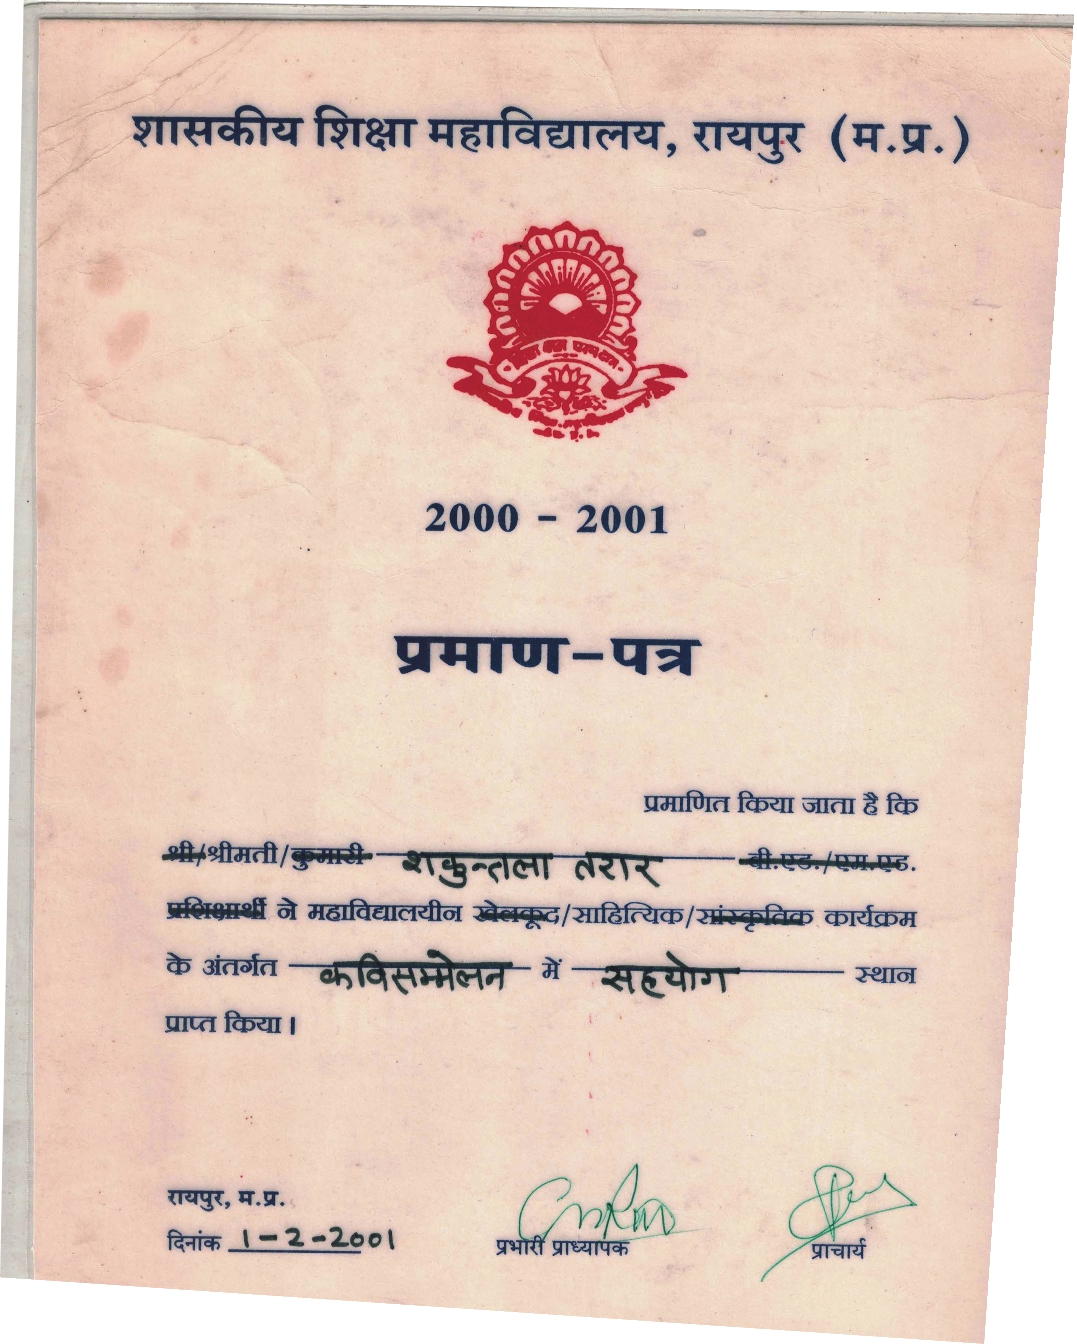 शासकीय शिक्षा महाविद्यालय, रायपुर (म.प्र.)
2000 - 2001
प्रमाण-पत्र
प्रमाणित किया जाता है कि
श्री/श्रीमती/कुमारी शकुन्तला तरार बी.एड./एम.एड.
प्रशिक्षार्थी ने महाविद्यालयीन खेलकूद/साहित्यिक/सांस्कृतिक कार्यक्रम
के अंतर्गत कविसम्मेलन में सहयोग स्थान
प्राप्त किया।
रायपुर, म.प्र.
दिनांक 1-2-2001
प्रभारी प्राध्यापक
प्राचार्य